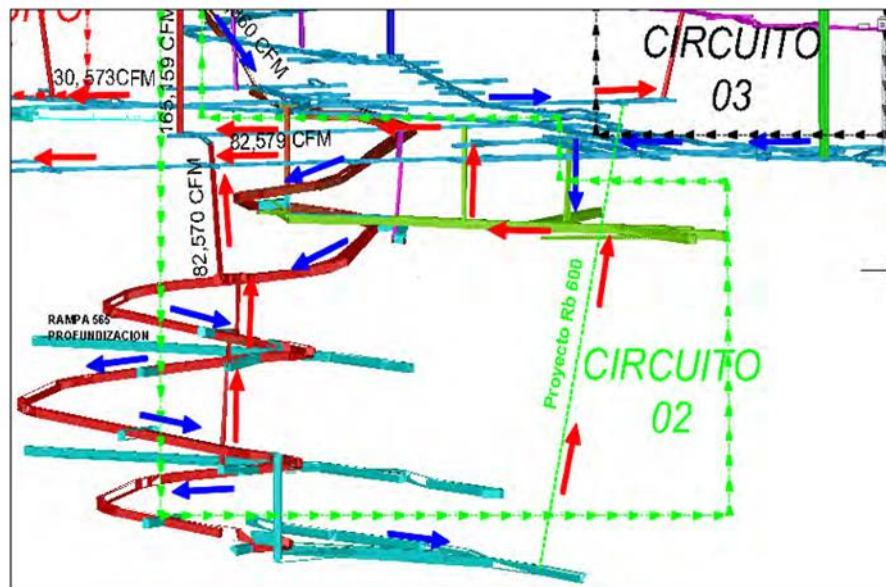 30, 573CFM
165,159 CFM
CIRCUITO
03
82,579 CFM
82,570 CFM
RAMPA 565
PROFUNDIZACION
Proyecto Rb 600
CIRCUITO
02